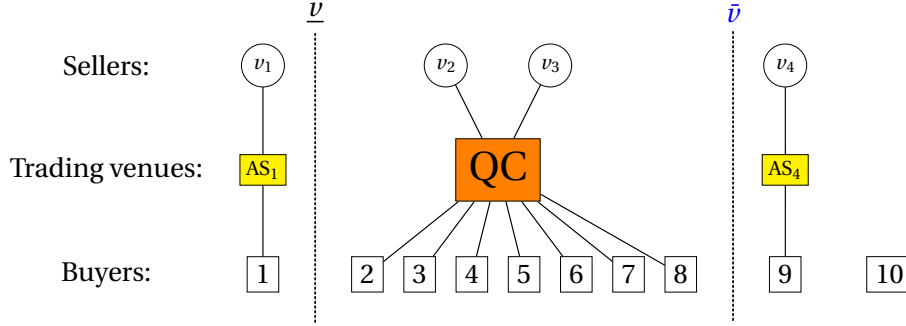 v̲ v̄
Sellers: v₁ v₂ v₃ v₄
Trading venues: AS₁ QC AS₄
Buyers: 1 2 3 4 5 6 7 8 9 10